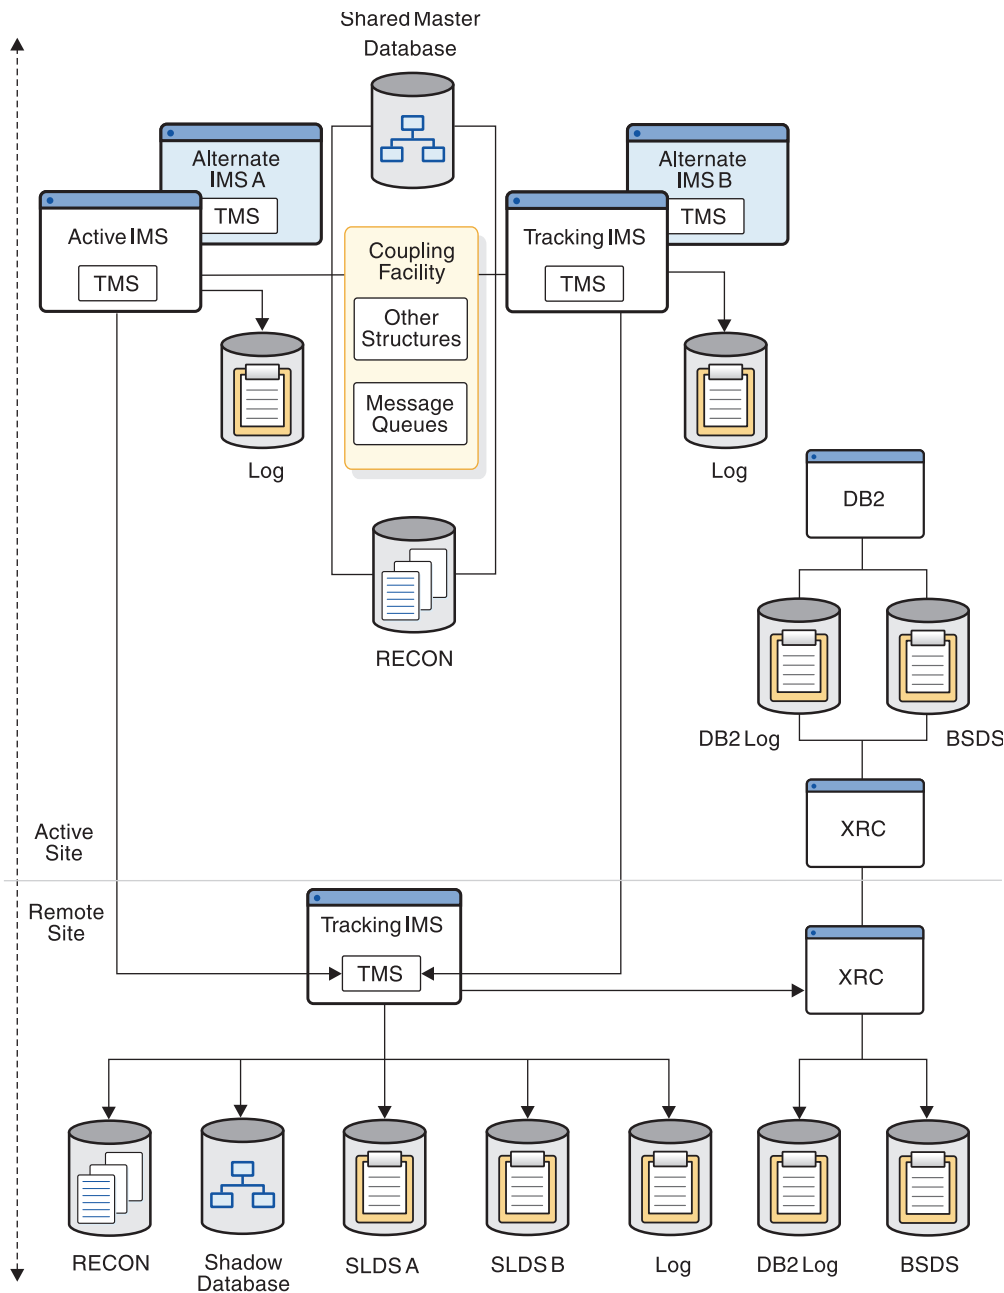 Shared Master
Database
Alternate
IMS A
TMS
Active IMS
TMS
Coupling
Facility
Other
Structures
Message
Queues
Alternate
IMS B
TMS
Tracking IMS
TMS
Log
Log
RECON
DB2
DB2 Log
BSDS
XRC
Active
Site
Remote
Site
Tracking IMS
TMS
XRC
RECON
Shadow
Database
SLDS A
SLDS B
Log
DB2 Log
BSDS